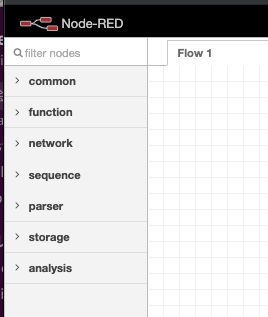 Node-RED
filter nodes
Flow 1
common
function
network
sequence
parser
storage
analysis